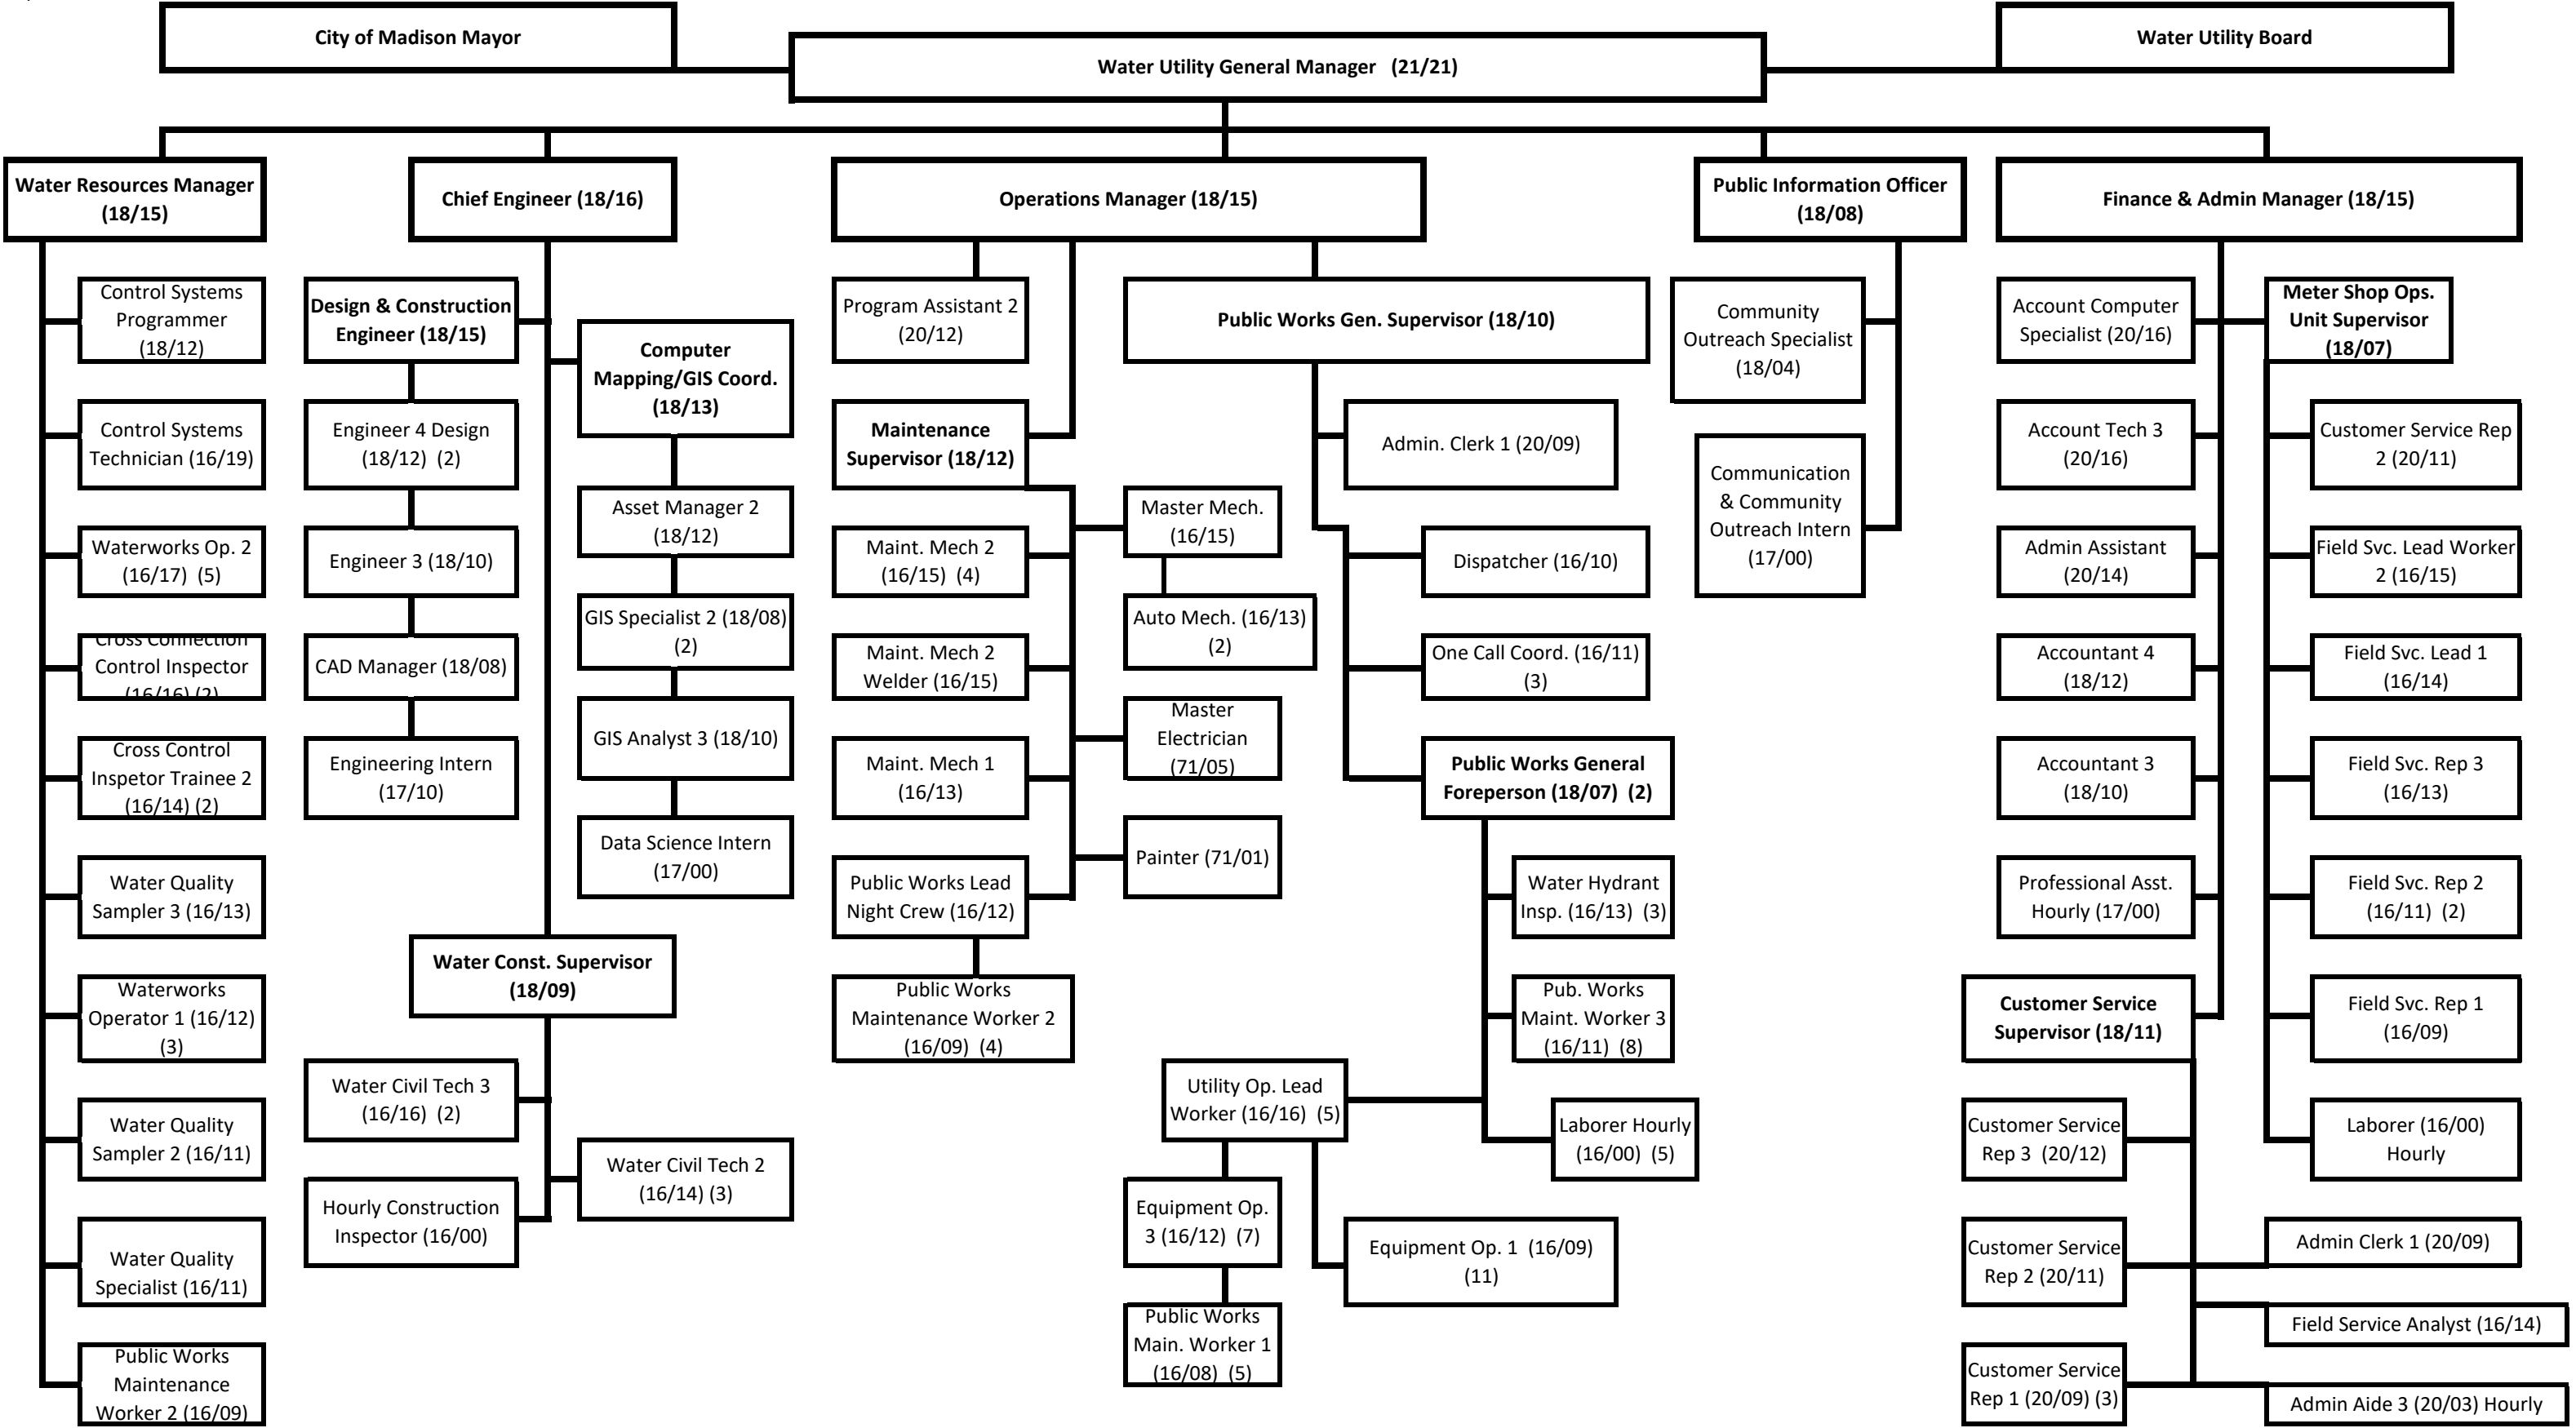 City of Madison Mayor
Water Utility General Manager (21/21)
Water Utility Board
Water Resources Manager
(18/15)
Chief Engineer (18/16)
Operations Manager (18/15)
Public Information Officer
(18/08)
Finance & Admin Manager (18/15)
Control Systems
Programmer
(18/12)
Control Systems
Technician (16/19)
Waterworks Op. 2
(16/17) (5)
Cross Connection
Control Inspector
(16/16) (2)
Cross Control
Inspetor Trainee 2
(16/14) (2)
Water Quality
Sampler 3 (16/13)
Waterworks
Operator 1 (16/12)
(3)
Water Quality
Sampler 2 (16/11)
Water Quality
Specialist (16/11)
Public Works
Maintenance
Worker 2 (16/09)
Design & Construction
Engineer (18/15)
Engineer 4 Design
(18/12) (2)
Engineer 3 (18/10)
CAD Manager (18/08)
Engineering Intern
(17/10)
Computer
Mapping/GIS Coord.
(18/13)
Asset Manager 2
(18/12)
GIS Specialist 2 (18/08)
(2)
GIS Analyst 3 (18/10)
Data Science Intern
(17/00)
Water Const. Supervisor
(18/09)
Water Civil Tech 3
(16/16) (2)
Water Civil Tech 2
(16/14) (3)
Hourly Construction
Inspector (16/00)
Program Assistant 2
(20/12)
Maintenance
Supervisor (18/12)
Maint. Mech 2
(16/15) (4)
Maint. Mech 2
Welder (16/15)
Maint. Mech 1
(16/13)
Public Works Lead
Night Crew (16/12)
Public Works
Maintenance Worker 2
(16/09) (4)
Master Mech.
(16/15)
Auto Mech. (16/13)
(2)
Master
Electrician
(71/05)
Painter (71/01)
Public Works Gen. Supervisor (18/10)
Admin. Clerk 1 (20/09)
Dispatcher (16/10)
One Call Coord. (16/11)
(3)
Public Works General
Foreperson (18/07) (2)
Water Hydrant
Insp. (16/13) (3)
Pub. Works
Maint. Worker 3
(16/11) (8)
Utility Op. Lead
Worker (16/16) (5)
Laborer Hourly
(16/00) (5)
Equipment Op.
3 (16/12) (7)
Equipment Op. 1 (16/09)
(11)
Public Works
Main. Worker 1
(16/08) (5)
Community
Outreach Specialist
(18/04)
Communication
& Community
Outreach Intern
(17/00)
Account Computer
Specialist (20/16)
Account Tech 3
(20/16)
Admin Assistant
(20/14)
Accountant 4
(18/12)
Accountant 3
(18/10)
Professional Asst.
Hourly (17/00)
Customer Service
Supervisor (18/11)
Customer Service
Rep 3 (20/12)
Customer Service
Rep 2 (20/11)
Customer Service
Rep 1 (20/09) (3)
Meter Shop Ops.
Unit Supervisor
(18/07)
Customer Service Rep
2 (20/11)
Field Svc. Lead Worker
2 (16/15)
Field Svc. Lead 1
(16/14)
Field Svc. Rep 3
(16/13)
Field Svc. Rep 2
(16/11) (2)
Field Svc. Rep 1
(16/09)
Laborer (16/00)
Hourly
Admin Clerk 1 (20/09)
Field Service Analyst (16/14)
Admin Aide 3 (20/03) Hourly